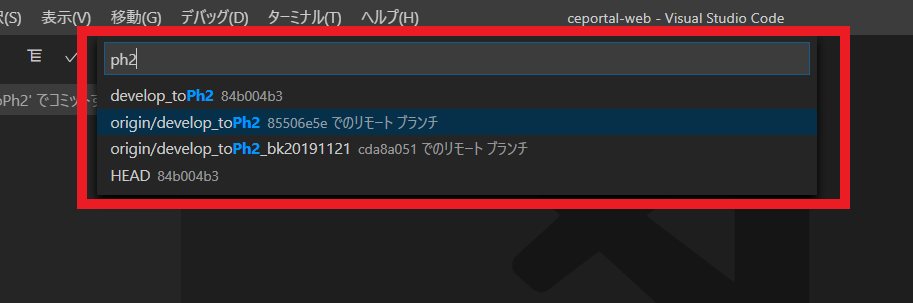 (S) 表示(V) 移動(G) デバッグ(D) ターミナル(T) ヘルプ(H) ceportal-web - Visual Studio Code
ph2
develop_toPh2 84b004b3
oPh2' でコミットす
origin/develop_toPh2 85506e5e でのリモート ブランチ
origin/develop_toPh2_bk20191121 cda8a051 でのリモート ブランチ
HEAD 84b004b3